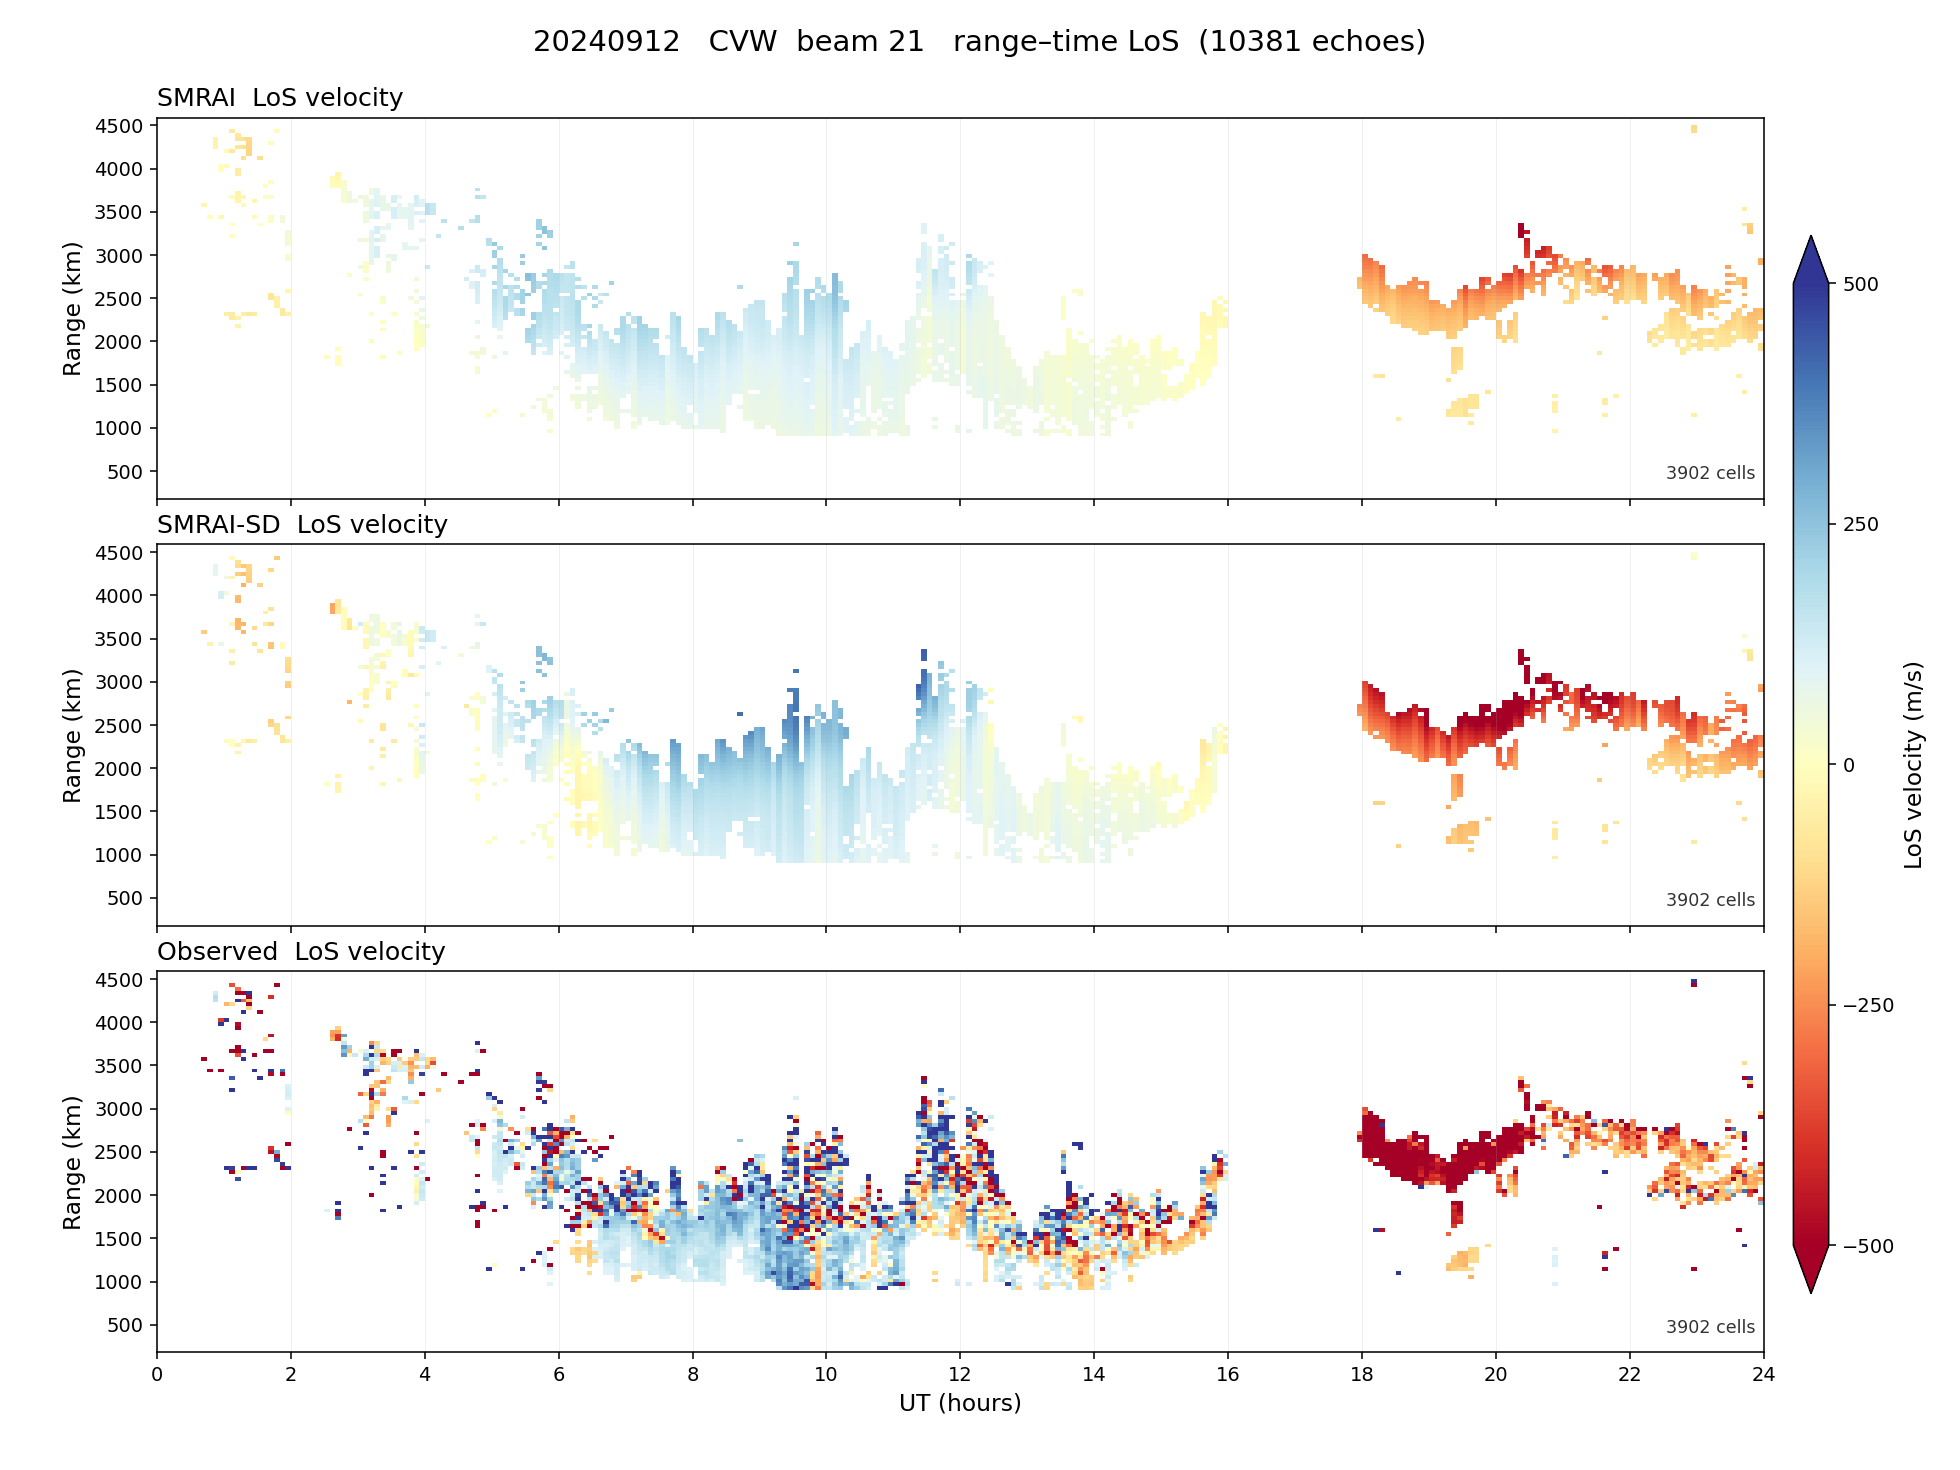 20240912   CVW  beam 21   range–time LoS  (10381 echoes)
SMRAI  LoS velocity
4500
4000
3500
3000
2500
2000
1500
1000
500
Range (km)
3902 cells
SMRAI-SD  LoS velocity
4500
4000
3500
3000
2500
2000
1500
1000
500
Range (km)
3902 cells
Observed  LoS velocity
4500
4000
3500
3000
2500
2000
1500
1000
500
Range (km)
3902 cells
0 2 4 6 8 10 12 14 16 18 20 22 24
UT (hours)
500
250
0
−250
−500
LoS velocity (m/s)